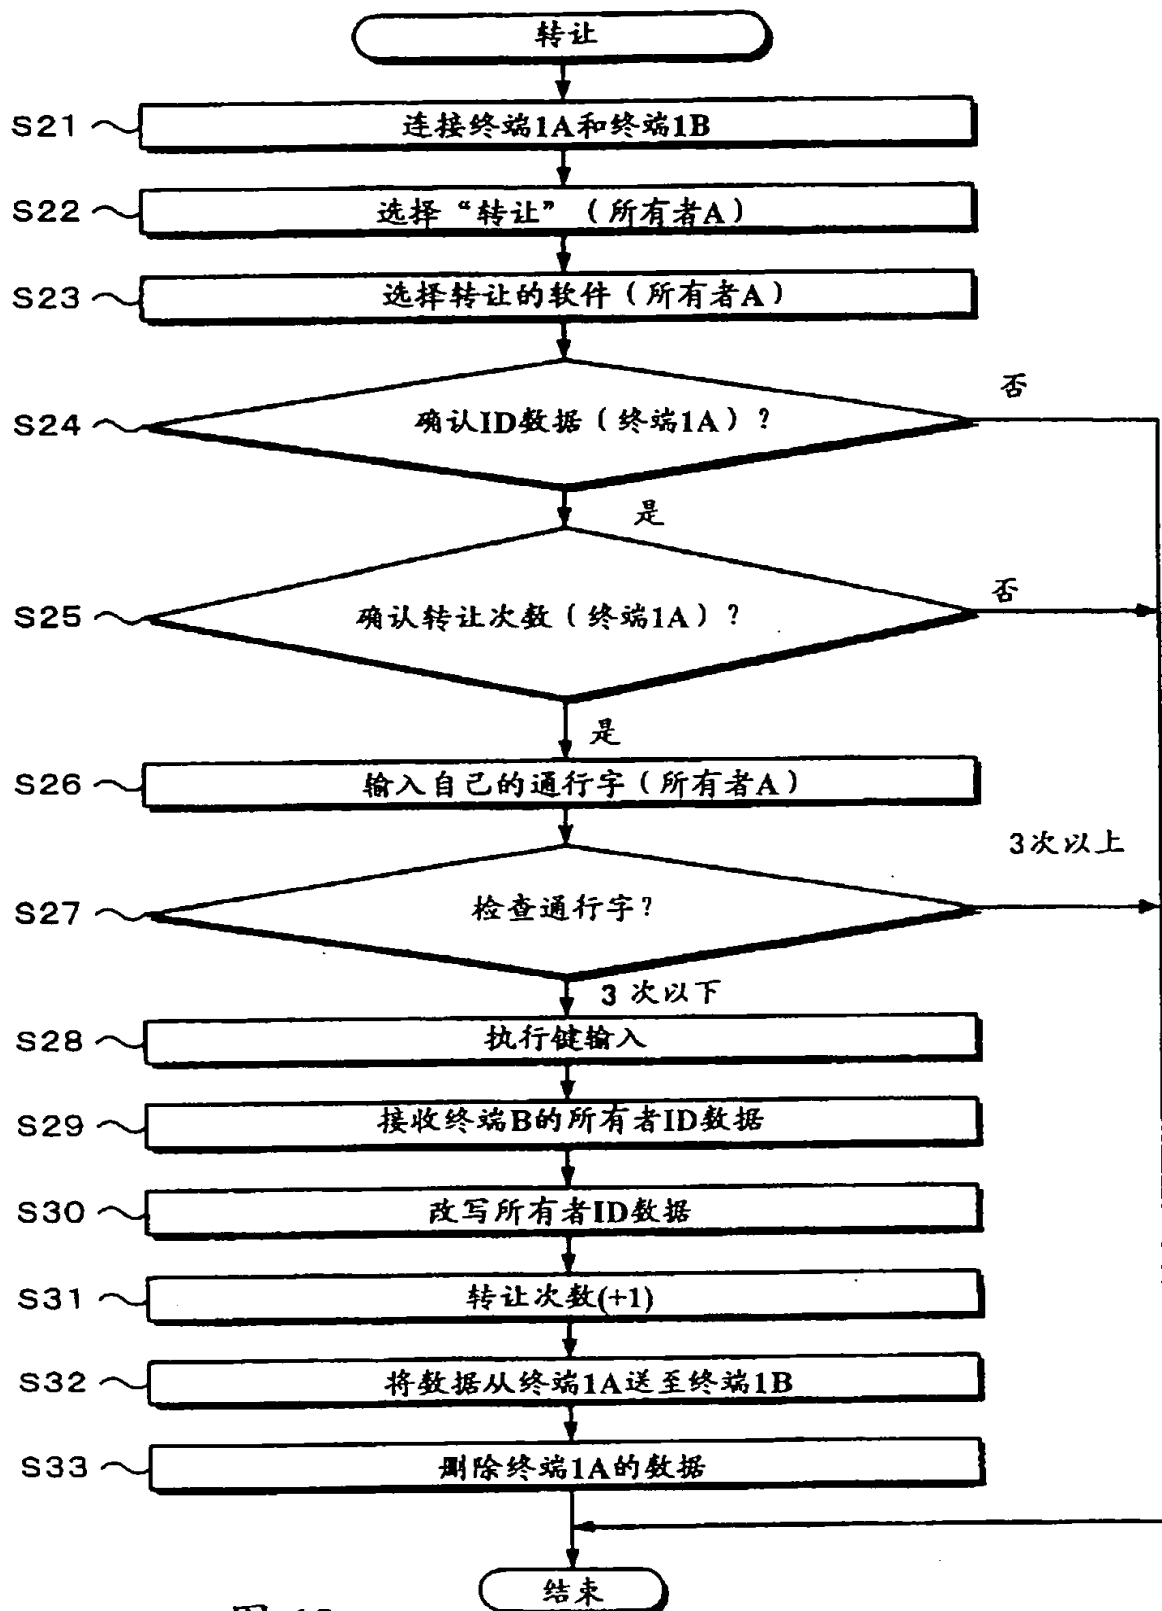 转让
S21 连接终端1A和终端1B
S22 选择“转让”（所有者A）
S23 选择转让的软件（所有者A）
S24 确认ID数据（终端1A）？
否
是
S25 确认转让次数（终端1A）？
否
是
S26 输入自己的通行字（所有者A）
3次以上
S27 检查通行字？
3 次以下
S28 执行键输入
S29 接收终端B的所有者ID数据
S30 改写所有者ID数据
S31 转让次数(+1)
S32 将数据从终端1A送至终端1B
S33 删除终端1A的数据
结束
图